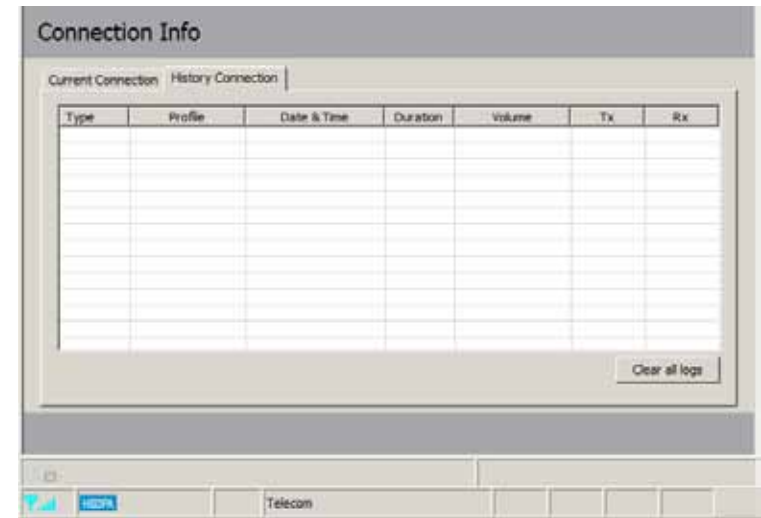 Connection Info
Current Connection History Connection
Type Profile Date & Time Duration Volume Tx Rx
Clear all logs
HSDPA Telecom